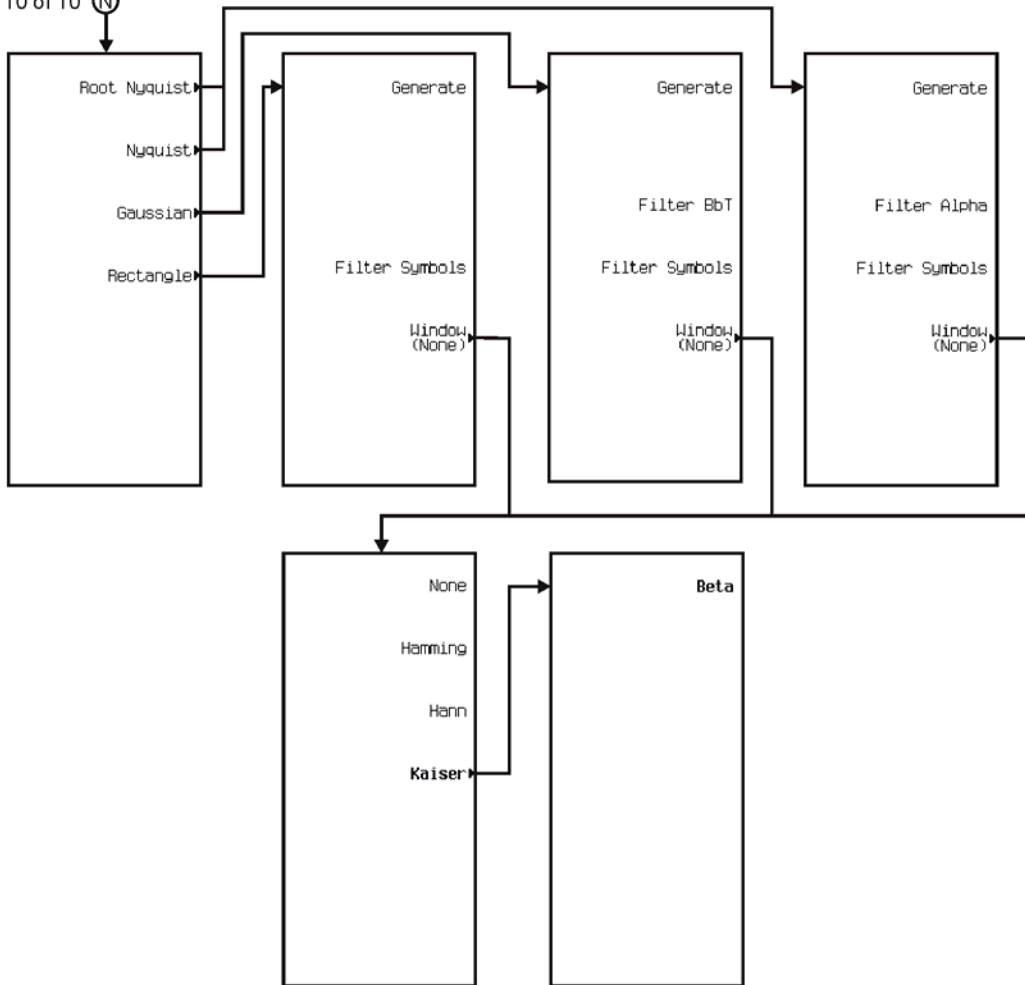 10 of 10 N
Root Nyquist
Nyquist
Gaussian
Rectangle
Generate
Filter Symbols
Window
(None)
Generate
Filter BbT
Filter Symbols
Window
(None)
Generate
Filter Alpha
Filter Symbols
Window
(None)
None
Hamming
Hann
Kaiser
Beta